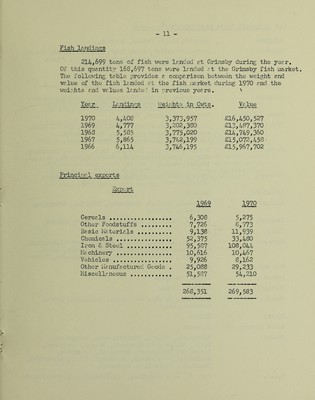 - 11 -
Fish landings
214,699 tons of fish were landed at Grimsby during the year.
Of this quantity 168,697 tons were landed at the Grimsby fish market.
The following table provides a comparison between the weight and
value of the fish landed at the fish market during 1970 and the
weights and values landed in previous years.
Year Landings Weights in Cwts. Value
1970 4,408 3,373,957 £16,450,527
1969 4,777 3,202,380 £13,487,370
1968 5,585 3,775,020 £14,749,360
1967 5,865 3,742,199 £15,072,458
1966 6,114 3,746,195 £15,967,702
Principal exports
Export
1969 1970
Cereals ................ 6,308 5,275
Other Foodstuffs ........ 7,726 8,773
Basic Materials ......... 9,138 11,939
Chemicals ............... 52,375 33,480
Iron & Steel ............ 95,587 108,044
Machinery ............... 10,616 10,467
Vehicles ................ 9,926 8,162
Other Manufactured Goods . 25,088 29,233
Miscellaneous ........... 51,587 54,210
268,351 269,583